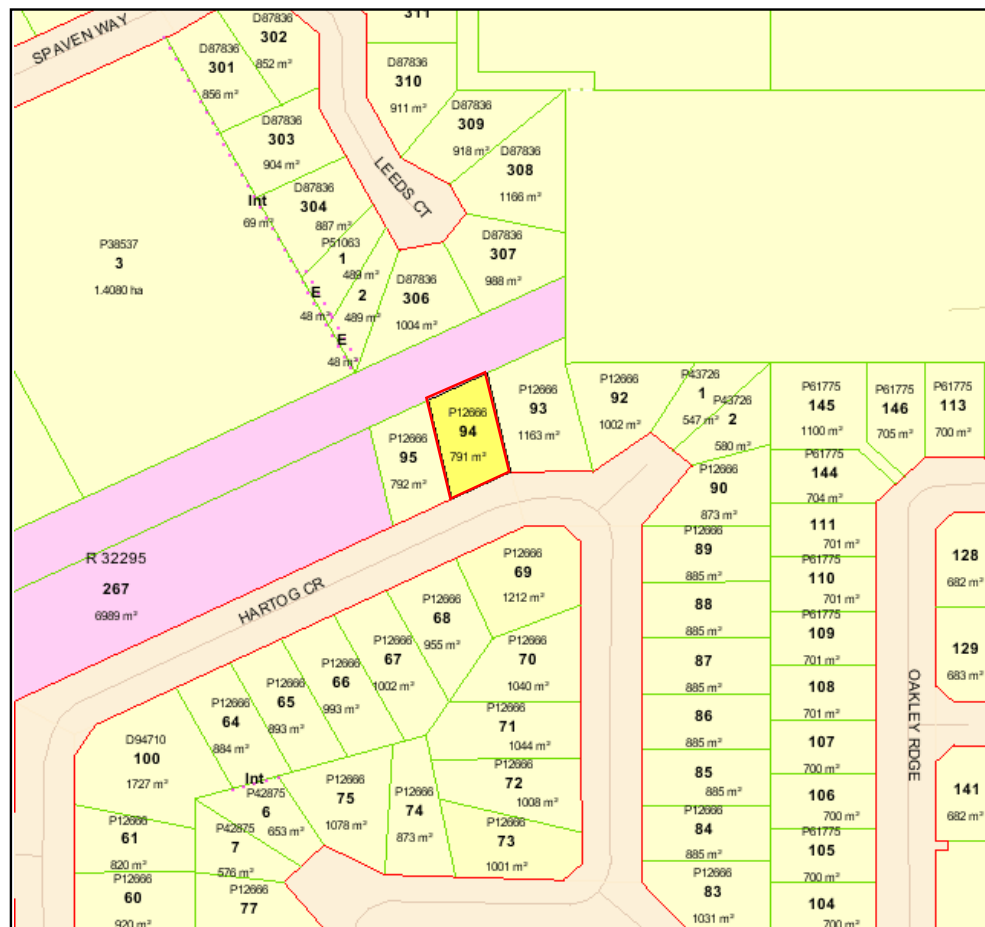 SPAVEN WAY
D87836
301
856 m²
D87836
302
852 m²
311
D87836
310
911 m²
D87836
309
918 m²
D87836
308
1166 m²
D87836
303
904 m²
LEEDS CT
Int
69 m²
D87836
304
887 m²
P51063
1
489 m²
2
489 m²
E
48 m²
E
48 m²
D87836
306
1004 m²
D87836
307
988 m²
P38537
3
1.4080 ha
P12666
95
792 m²
P12666
94
791 m²
P12666
93
1163 m²
P12666
92
1002 m²
P43726
1
547 m²
P43726
2
580 m²
P61775
145
1100 m²
P61775
146
705 m²
P61775
113
700 m²
P12666
90
873 m²
P61775
144
704 m²
P12666
89
885 m²
111
701 m²
P61775
110
701 m²
128
682 m²
R 32295
267
6989 m²
HARTOG CR
P12666
69
1212 m²
P12666
68
955 m²
P12666
67
1002 m²
P12666
66
993 m²
P12666
65
893 m²
P12666
64
884 m²
P12666
70
1040 m²
88
885 m²
P61775
109
701 m²
129
683 m²
87
885 m²
108
701 m²
OAKLEY RDGE
P12666
71
1044 m²
86
885 m²
107
700 m²
D94710
100
1727 m²
Int
P42875
6
653 m²
P12666
75
1078 m²
P12666
74
873 m²
P12666
72
1008 m²
85
885 m²
106
700 m²
141
682 m²
P12666
61
820 m²
P42875
7
576 m²
P12666
73
1001 m²
P12666
84
885 m²
P61775
105
700 m²
P12666
60
920 m²
P12666
77
P12666
83
1031 m²
104
700 m²